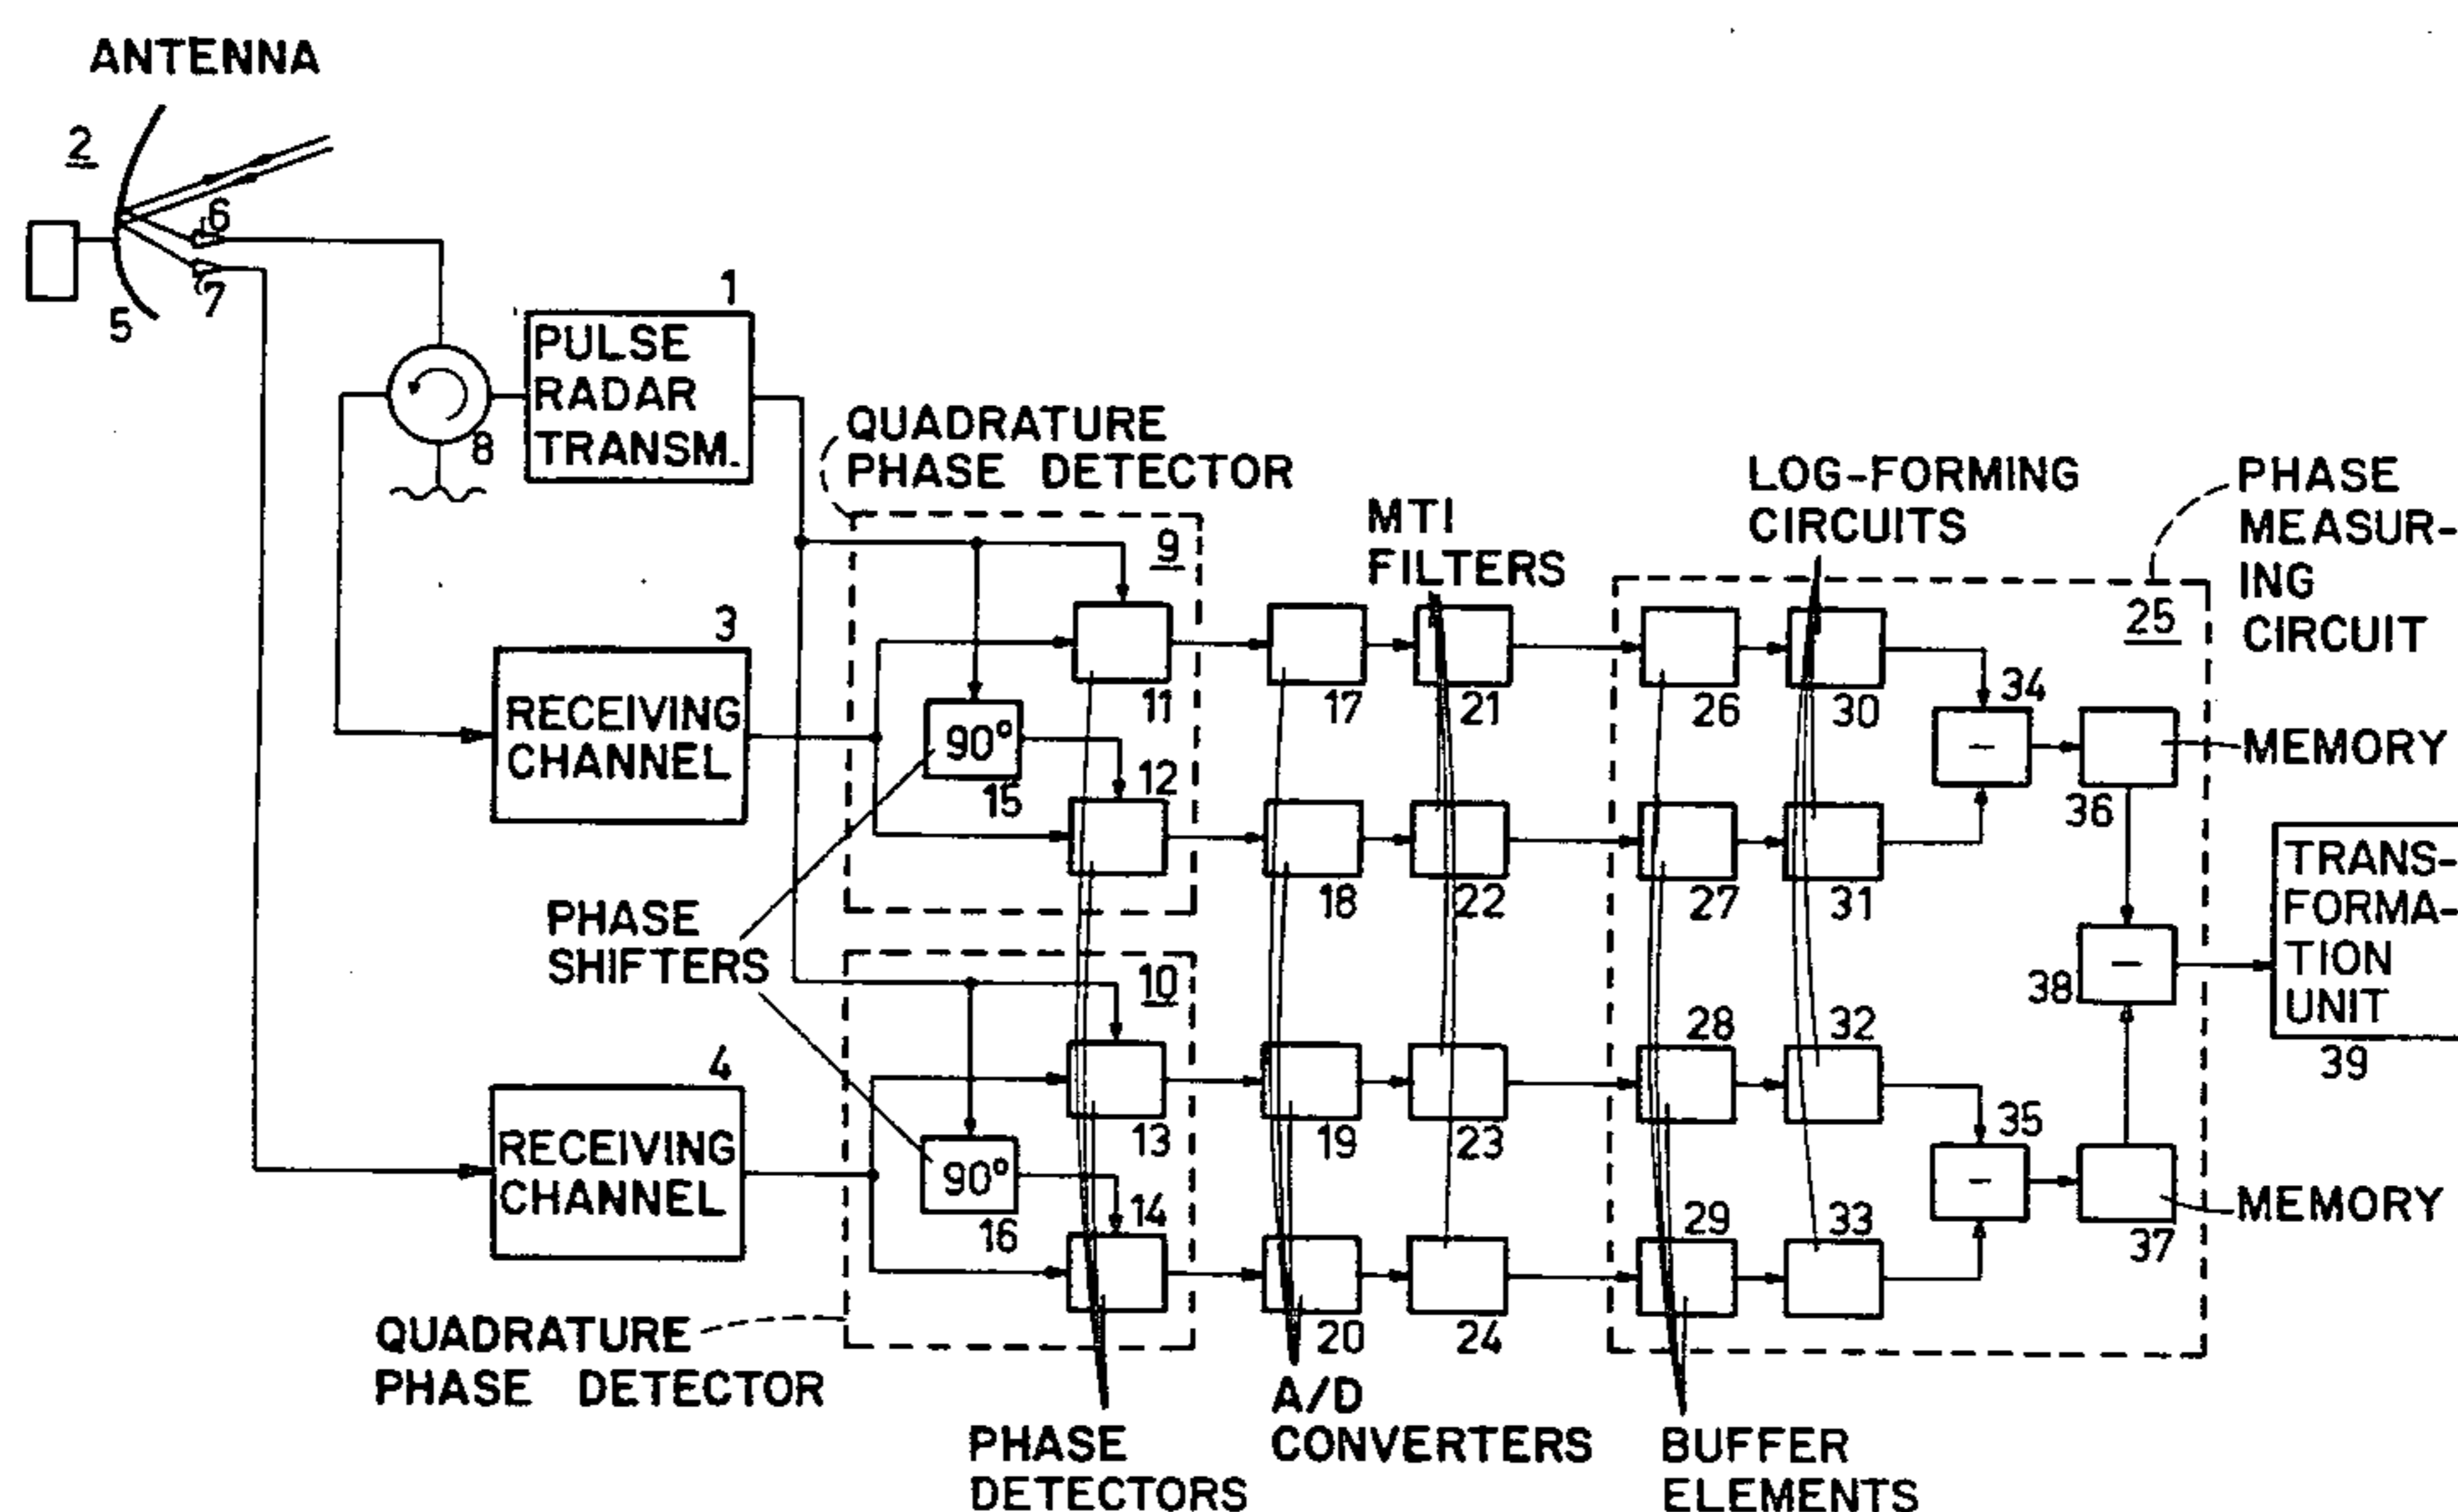 ANTENNA
2
6
7
5
1
PULSE
RADAR
TRANSM.
8
QUADRATURE
PHASE DETECTOR
9
MTI
FILTERS
LOG-FORMING
CIRCUITS
PHASE
MEASUR-
ING
CIRCUIT
25
3
RECEIVING
CHANNEL
11
17
21
26
30
34
90°
15
12
MEMORY
36
18
22
27
31
PHASE
SHIFTERS
TRANS-
FORMA-
TION
UNIT
39
38
10
4
RECEIVING
CHANNEL
13
19
23
28
32
35
90°
16
14
29
33
MEMORY
37
20
24
QUADRATURE
PHASE DETECTOR
PHASE
DETECTORS
A/D
CONVERTERS
BUFFER
ELEMENTS